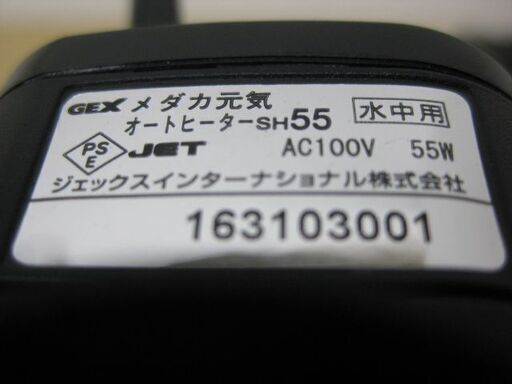 GEX メダカ元気
オートヒーターSH55 水中用
PSE JET AC100V 55W
ジェックスインターナショナル株式会社
163103001